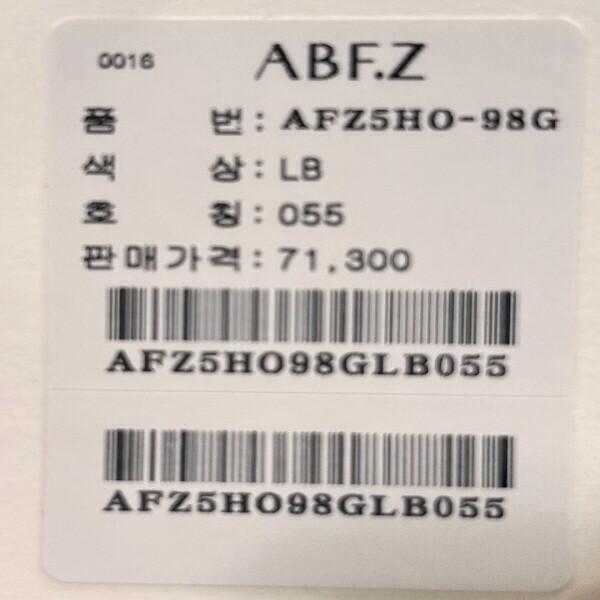 0016 ABF.Z
품 번: AFZ5HO-98G
색 상: LB
호 칭: 055
판매가격: 71,300
AFZ5HO98GLB055
AFZ5HO98GLB055